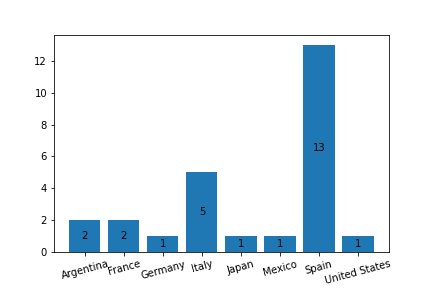 12
10
8
6
4
2
0
2
2
1
5
1
1
13
1
Argentina
France
Germany
Italy
Japan
Mexico
Spain
United States